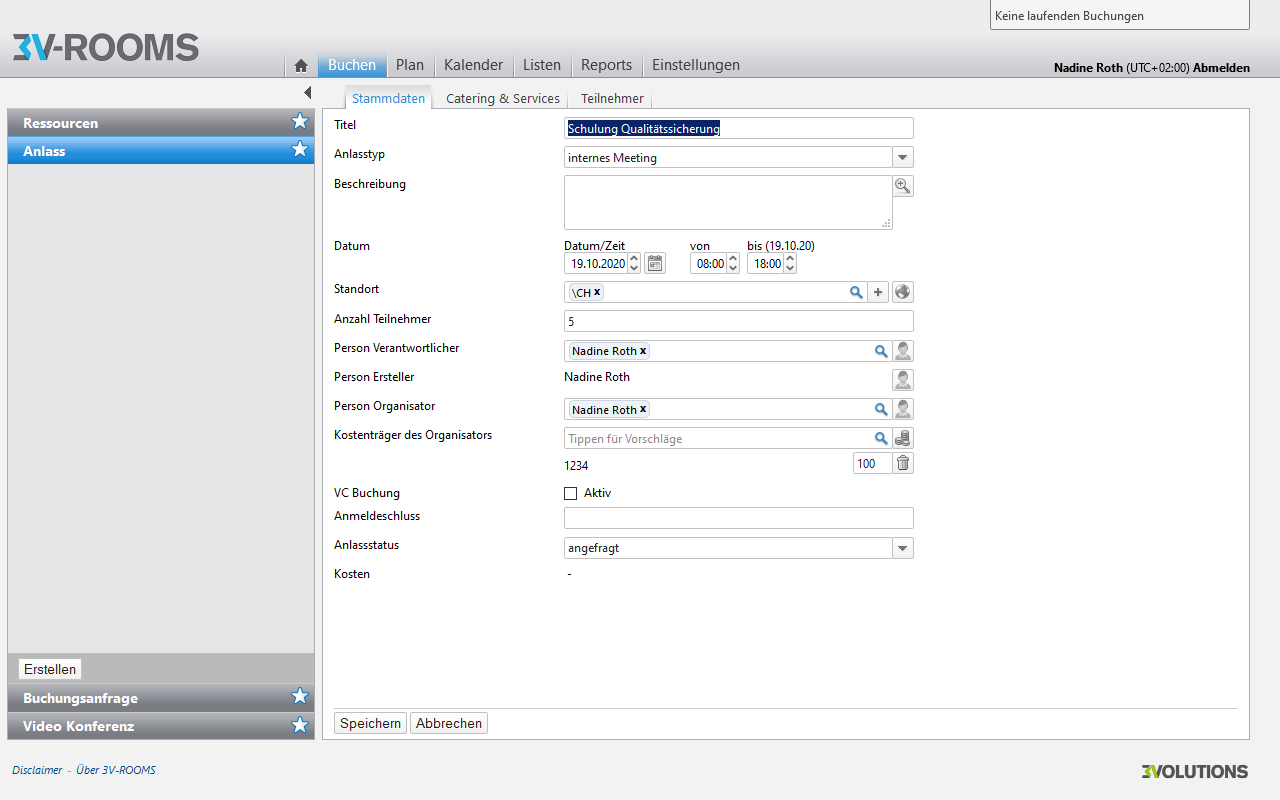 Keine laufenden Buchungen
3V-ROOMS
Buchen Plan Kalender Listen Reports Einstellungen
Nadine Roth (UTC+02:00) Abmelden
Stammdaten Catering & Services Teilnehmer
Ressourcen
Anlass
Titel Schulung Qualitätssicherung
Anlasstyp internes Meeting
Beschreibung
Datum Datum/Zeit von bis (19.10.20)
19.10.2020 08:00 18:00
Standort \CH x
Anzahl Teilnehmer 5
Person Verantwortlicher Nadine Roth x
Person Ersteller Nadine Roth
Person Organisator Nadine Roth x
Kostenträger des Organisators Tippen für Vorschläge
1234 100
VC Buchung Aktiv
Anmeldeschluss
Anlassstatus angefragt
Kosten -
Erstellen
Buchungsanfrage
Video Konferenz
Speichern Abbrechen
Disclaimer - Über 3V-ROOMS
3VOLUTIONS